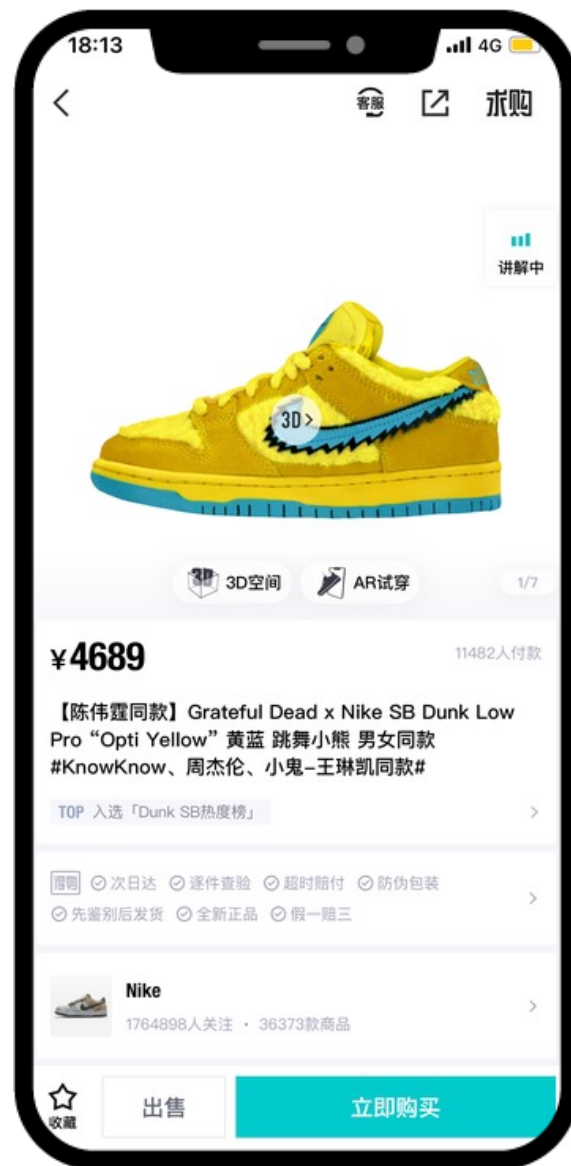 18:13
4G
客服
求购
讲解中
3D>
3D
3D空间
AR试穿
1/7
¥4689
11482人付款
【陈伟霆同款】Grateful Dead x Nike SB Dunk Low
Pro “Opti Yellow” 黄蓝 跳舞小熊 男女同款
#KnowKnow、周杰伦、小鬼-王琳凯同款#
TOP 入选「Dunk SB热度榜」
得物 次日达 逐件查验 超时赔付 防伪包装
先鉴别后发货 全新正品 假一赔三
Nike
1764898人关注 · 36373款商品
收藏
出售
立即购买